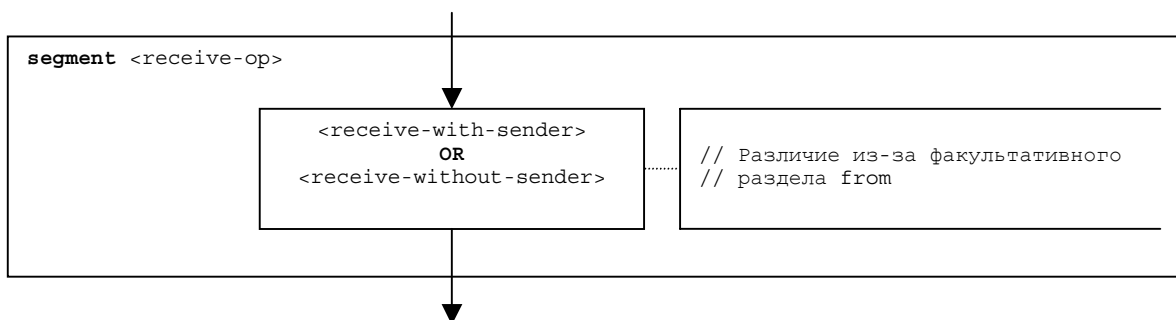 segment <receive-op>
<receive-with-sender>
OR
<receive-without-sender>
// Различие из-за факультативного
// раздела from